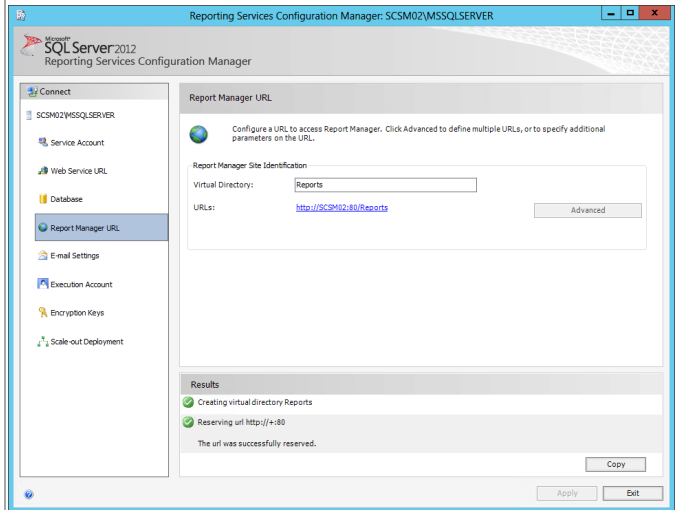 Reporting Services Configuration Manager: SCSM02\MSSQLSERVER
Microsoft
SQL Server 2012
Reporting Services Configuration Manager
Connect
SCSM02\MSSQLSERVER
Service Account
Web Service URL
Database
Report Manager URL
E-mail Settings
Execution Account
Encryption Keys
Scale-out Deployment
Report Manager URL
Configure a URL to access Report Manager. Click Advanced to define multiple URLs, or to specify additional
parameters on the URL.
Report Manager Site Identification
Virtual Directory: Reports
URLs: http://SCSM02:80/Reports
Advanced
Results
Creating virtual directory Reports
Reserving url http://+:80
The url was successfully reserved.
Copy
Apply Exit